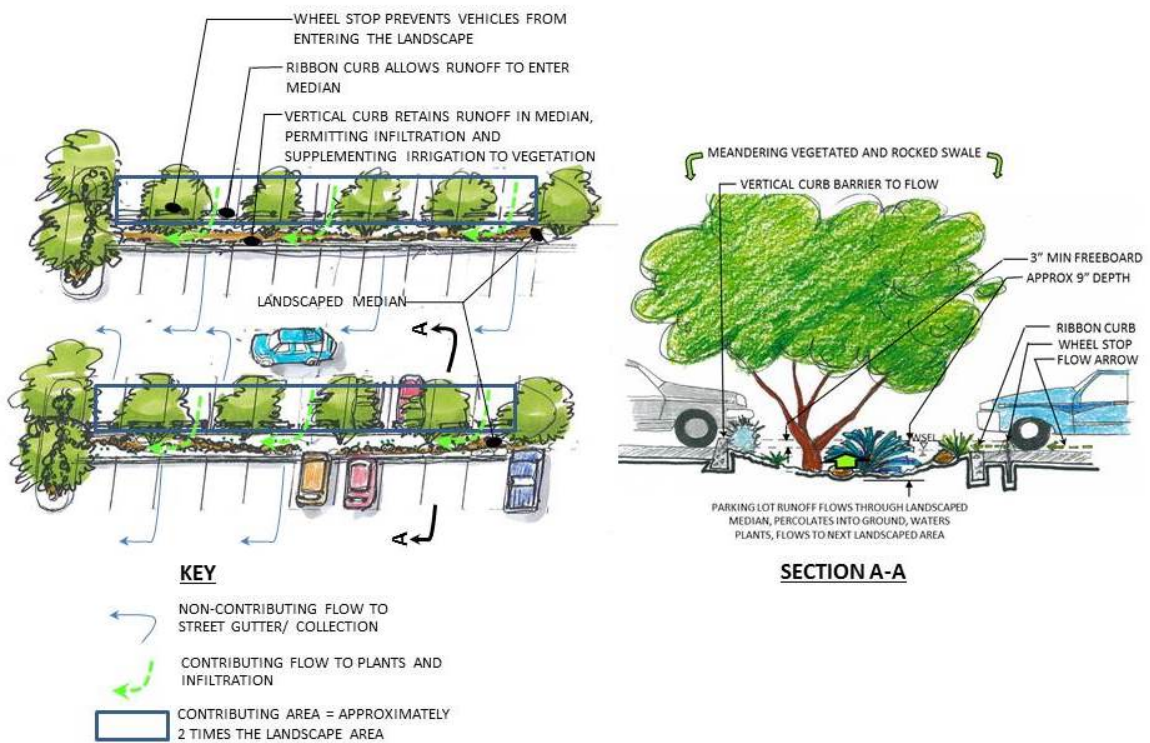 WHEEL STOP PREVENTS VEHICLES FROM
ENTERING THE LANDSCAPE
RIBBON CURB ALLOWS RUNOFF TO ENTER
MEDIAN
VERTICAL CURB RETAINS RUNOFF IN MEDIAN,
PERMITTING INFILTRATION AND
SUPPLEMENTING IRRIGATION TO VEGETATION
LANDSCAPED MEDIAN
A
A
KEY
NON-CONTRIBUTING FLOW TO
STREET GUTTER/ COLLECTION
CONTRIBUTING FLOW TO PLANTS AND
INFILTRATION
CONTRIBUTING AREA = APPROXIMATELY
2 TIMES THE LANDSCAPE AREA
MEANDERING VEGETATED AND ROCKED SWALE
VERTICAL CURB BARRIER TO FLOW
3" MIN FREEBOARD
APPROX 9" DEPTH
RIBBON CURB
WHEEL STOP
FLOW ARROW
WSEL
PARKING LOT RUNOFF FLOWS THROUGH LANDSCAPED
MEDIAN, PERCOLATES INTO GROUND, WATERS
PLANTS, FLOWS TO NEXT LANDSCAPED AREA
SECTION A-A